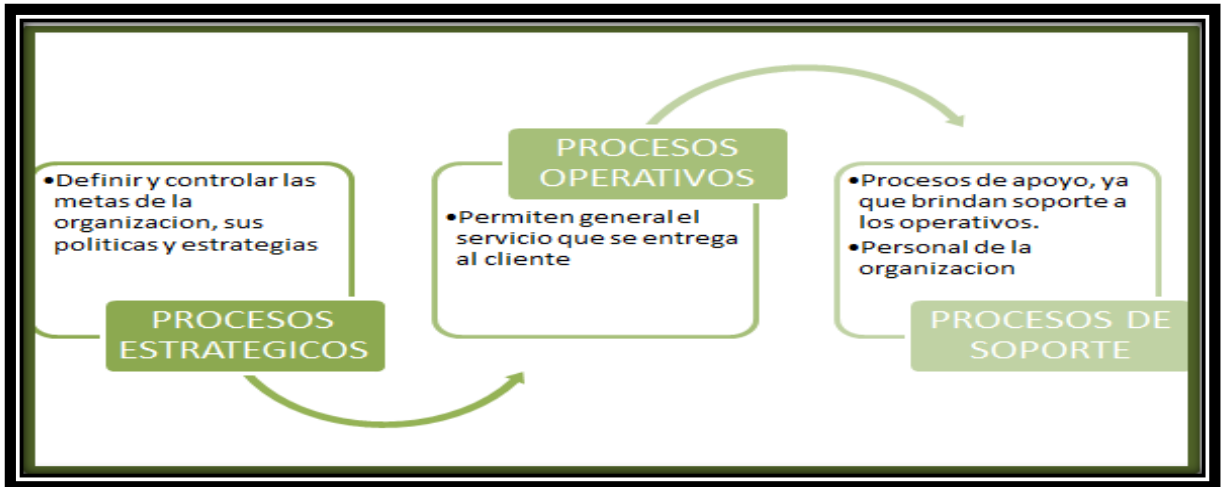 •Definir y controlar las
metas de la
organizacion, sus
politicas y estrategias
PROCESOS
ESTRATEGICOS
PROCESOS
OPERATIVOS
•Permiten general el
servicio que se entrega
al cliente
•Procesos de apoyo, ya
que brindan soporte a
los operativos.
•Personal de la
organizacion
PROCESOS DE
SOPORTE